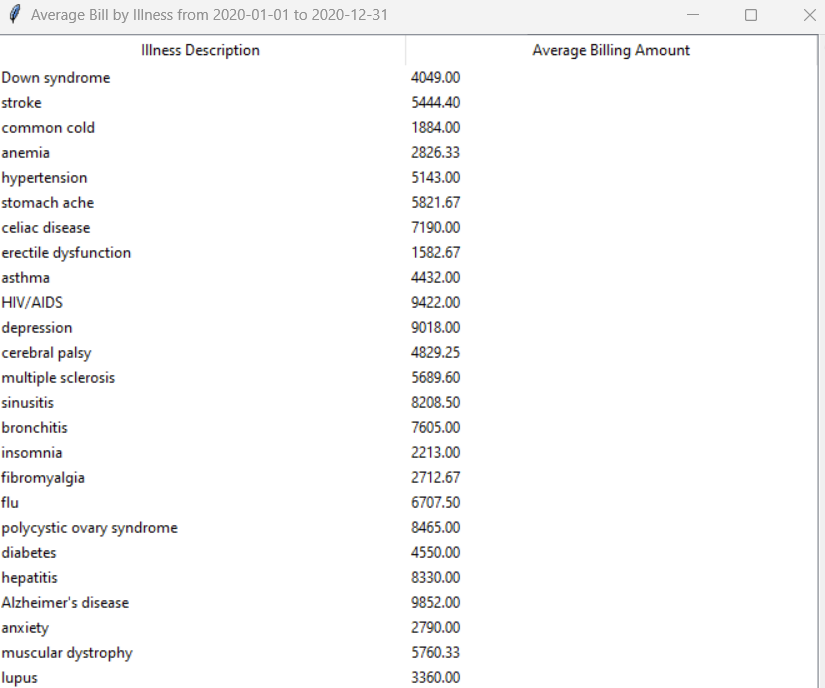 Average Bill by Illness from 2020-01-01 to 2020-12-31
Illness Description Average Billing Amount
Down syndrome 4049.00
stroke 5444.40
common cold 1884.00
anemia 2826.33
hypertension 5143.00
stomach ache 5821.67
celiac disease 7190.00
erectile dysfunction 1582.67
asthma 4432.00
HIV/AIDS 9422.00
depression 9018.00
cerebral palsy 4829.25
multiple sclerosis 5689.60
sinusitis 8208.50
bronchitis 7605.00
insomnia 2213.00
fibromyalgia 2712.67
flu 6707.50
polycystic ovary syndrome 8465.00
diabetes 4550.00
hepatitis 8330.00
Alzheimer's disease 9852.00
anxiety 2790.00
muscular dystrophy 5760.33
lupus 3360.00